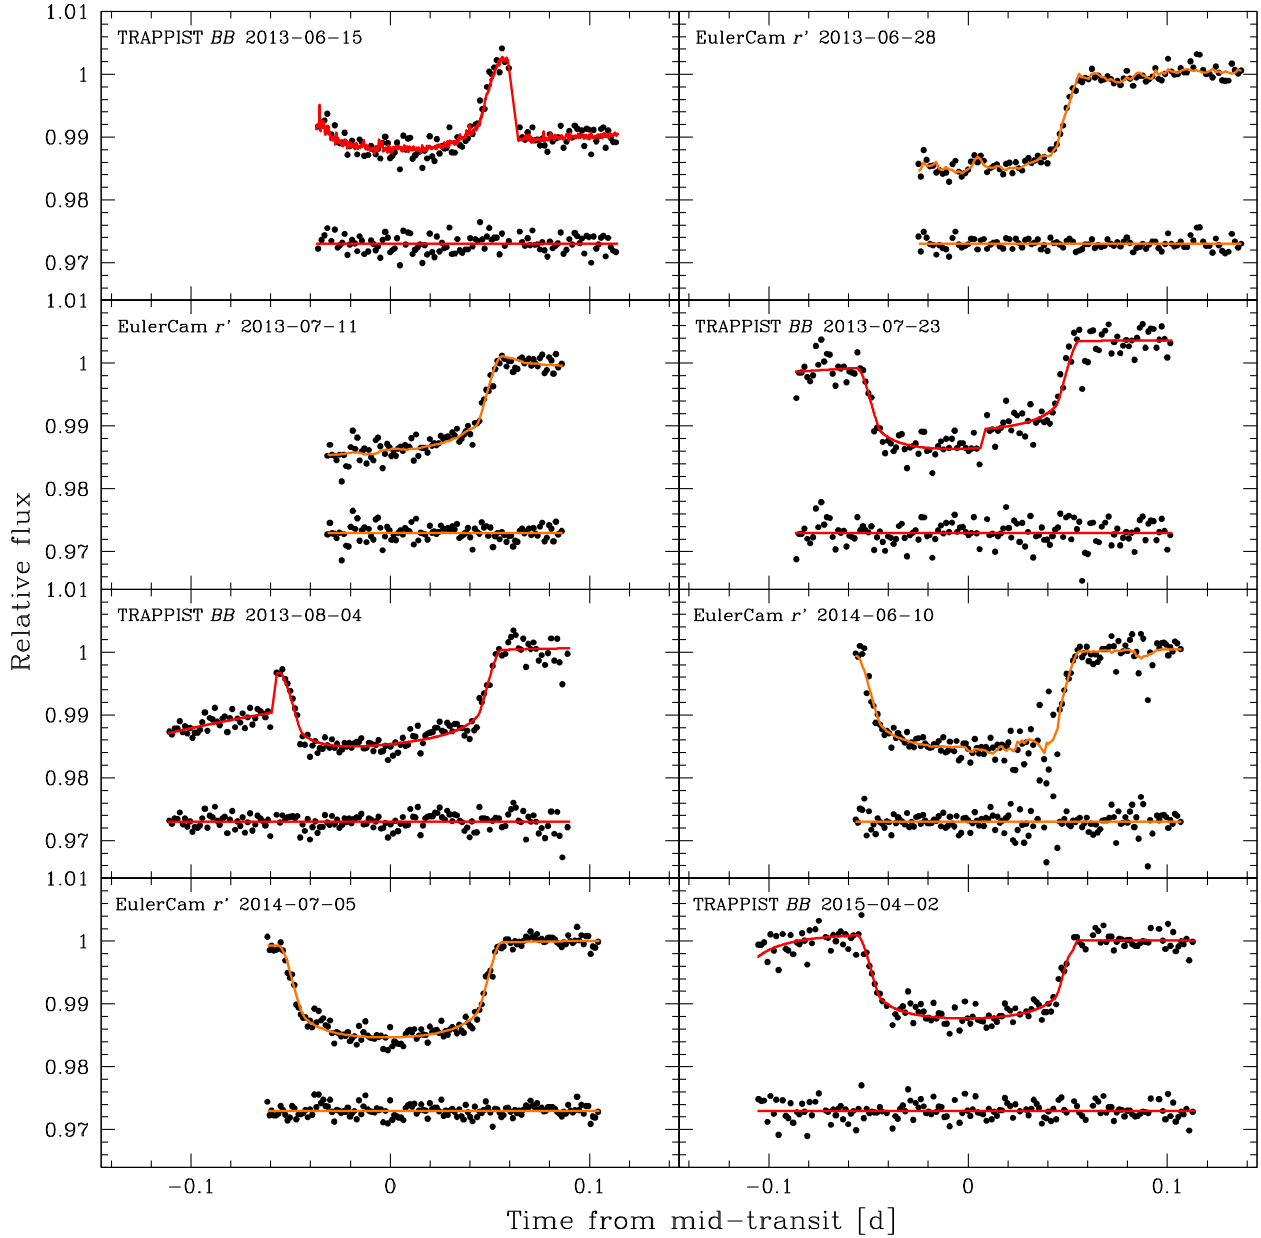 1.01
TRAPPIST BB 2013-06-15
EulerCam r' 2013-06-28
1
0.99
0.98
0.97
1.01
EulerCam r' 2013-07-11
TRAPPIST BB 2013-07-23
1
0.99
0.98
0.97
1.01
TRAPPIST BB 2013-08-04
EulerCam r' 2014-06-10
1
0.99
0.98
0.97
1.01
EulerCam r' 2014-07-05
TRAPPIST BB 2015-04-02
1
0.99
0.98
0.97
Relative flux
-0.1 0 0.1 -0.1 0 0.1
Time from mid-transit [d]